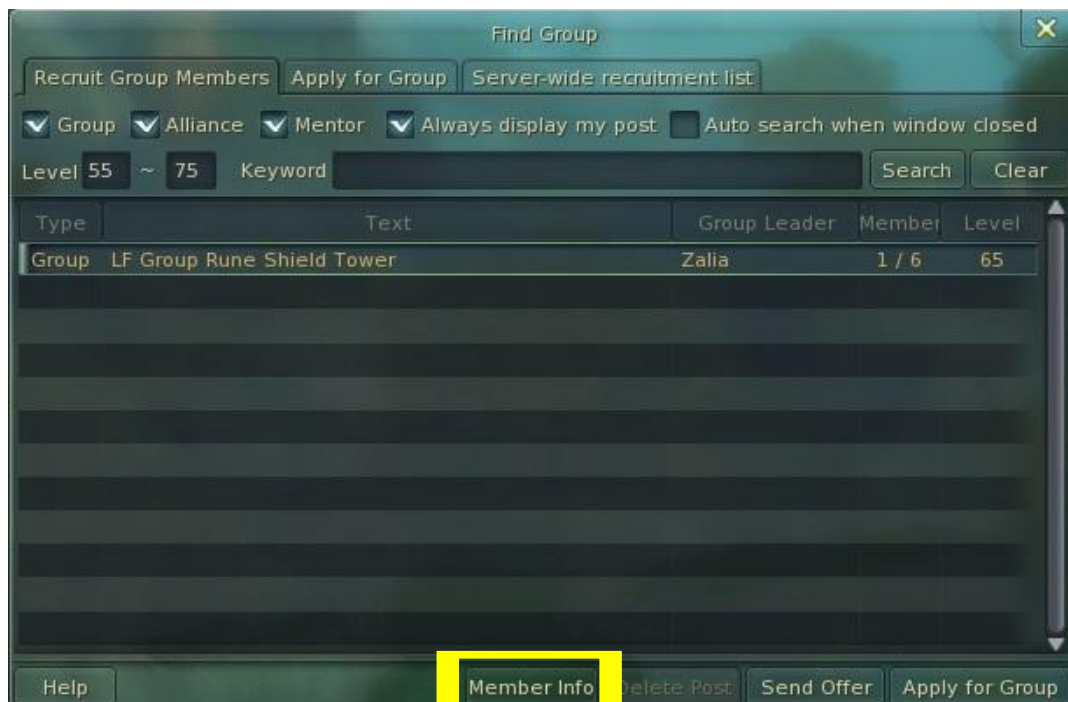 Find Group
Recruit Group Members Apply for Group Server-wide recruitment list
Group Alliance Mentor Always display my post Auto search when window closed
Level 55 ~ 75 Keyword Search Clear
Type Text Group Leader Member Level
Group LF Group Rune Shield Tower Zalia 1 / 6 65
Help Member Info Delete Post Send Offer Apply for Group